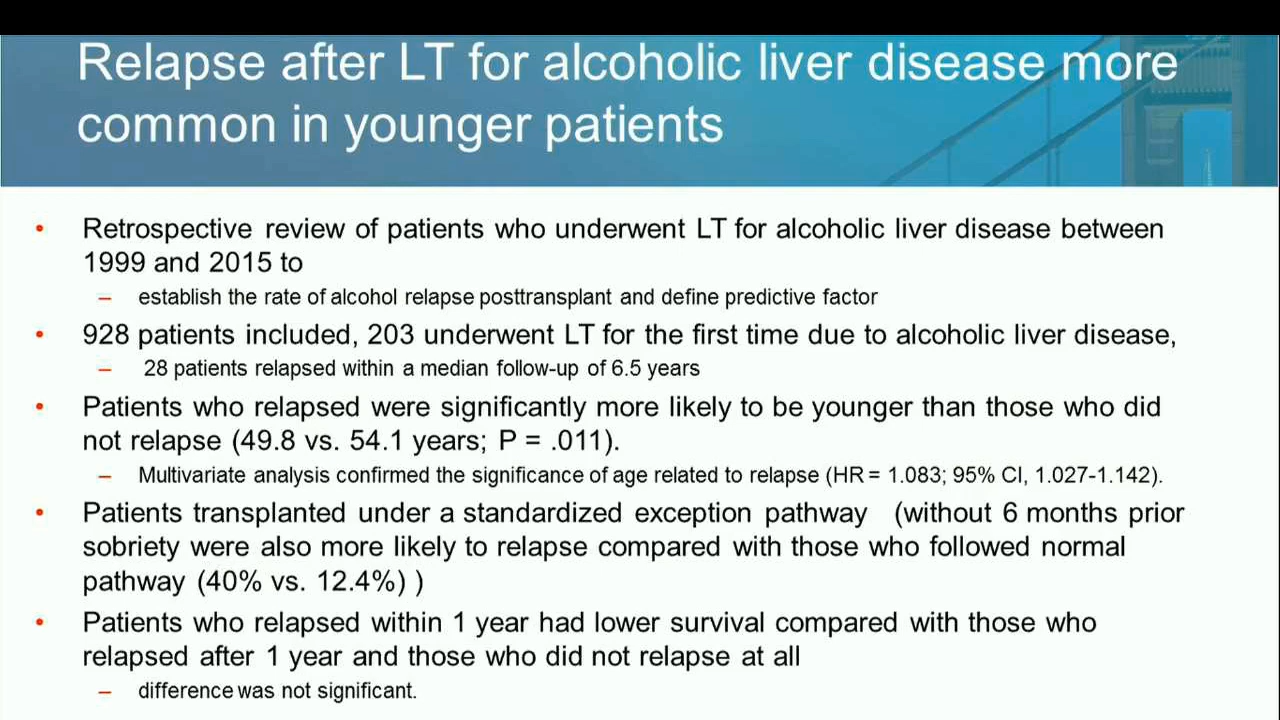 Relapse after LT for alcoholic liver disease more
common in younger patients
• Retrospective review of patients who underwent LT for alcoholic liver disease between
1999 and 2015 to
– establish the rate of alcohol relapse posttransplant and define predictive factor
• 928 patients included, 203 underwent LT for the first time due to alcoholic liver disease,
– 28 patients relapsed within a median follow-up of 6.5 years
• Patients who relapsed were significantly more likely to be younger than those who did
not relapse (49.8 vs. 54.1 years; P = .011).
– Multivariate analysis confirmed the significance of age related to relapse (HR = 1.083; 95% CI, 1.027-1.142).
• Patients transplanted under a standardized exception pathway (without 6 months prior
sobriety were also more likely to relapse compared with those who followed normal
pathway (40% vs. 12.4%) )
• Patients who relapsed within 1 year had lower survival compared with those who
relapsed after 1 year and those who did not relapse at all
– difference was not significant.